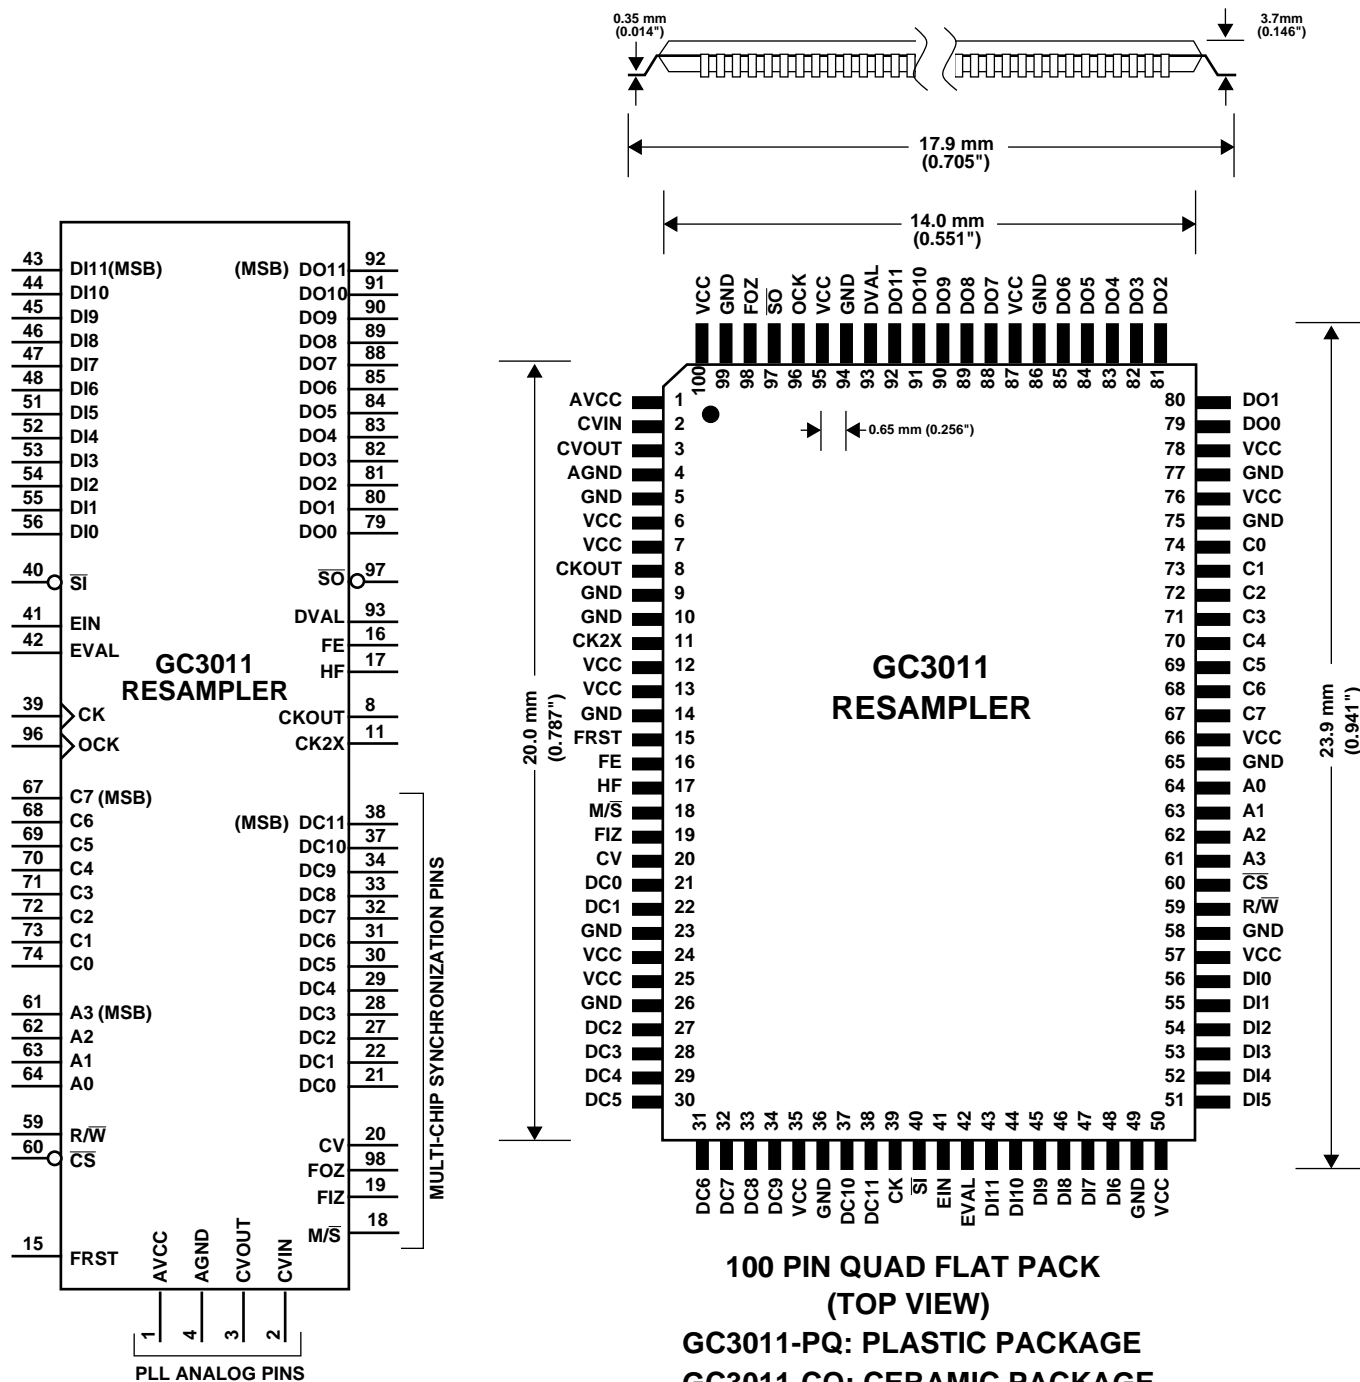 0.35 mm
(0.014")
3.7mm
(0.146")
17.9 mm
(0.705")
14.0 mm
(0.551")
43 DI11(MSB) (MSB) DO11 92
44 DI10 DO10 91
45 DI9 DO9 90
46 DI8 DO8 89
47 DI7 DO7 88
48 DI6 DO6 85
51 DI5 DO5 84
52 DI4 DO4 83
53 DI3 DO3 82
54 DI2 DO2 81
55 DI1 DO1 80
56 DI0 DO0 79
40 S̅I̅ S̅O̅ 97
41 EIN DVAL 93
42 EVAL FE 16
HF 17
GC3011
RESAMPLER
39 CK CKOUT 8
96 OCK CK2X 11
67 C7 (MSB) (MSB) DC11 38
68 C6 DC10 37
69 C5 DC9 34
70 C4 DC8 33
71 C3 DC7 32
72 C2 DC6 31
73 C1 DC5 30
74 C0 DC4 29
61 A3 (MSB) DC3 28
62 A2 DC2 27
63 A1 DC1 22
64 A0 DC0 21
59 R/W̅ CV 20
60 C̅S̅ FOZ 98
FIZ 19
M/S̅ 18
15 FRST
AVCC AGND CVOUT CVIN
1 4 3 2
PLL ANALOG PINS
MULTI-CHIP SYNCHRONIZATION PINS
VCC GND FOZ S̅O̅ OCK VCC GND DVAL DO11 DO10 DO9 DO8 DO7 VCC GND DO6 DO5 DO4 DO3 DO2
100 99 98 97 96 95 94 93 92 91 90 89 88 87 86 85 84 83 82 81
AVCC 1 80 DO1
CVIN 2 79 DO0
0.65 mm (0.256")
CVOUT 3 78 VCC
AGND 4 77 GND
GND 5 76 VCC
VCC 6 75 GND
VCC 7 74 C0
CKOUT 8 73 C1
GND 9 72 C2
GND 10 71 C3
CK2X 11 70 C4
VCC 12 69 C5
VCC 13 68 C6
GND 14 67 C7
FRST 15 66 VCC
FE 16 65 GND
HF 17 64 A0
M/S̅ 18 63 A1
FIZ 19 62 A2
CV 20 61 A3
DC0 21 60 C̅S̅
DC1 22 59 R/W̅
GND 23 58 GND
VCC 24 57 VCC
VCC 25 56 DI0
GND 26 55 DI1
DC2 27 54 DI2
DC3 28 53 DI3
DC4 29 52 DI4
DC5 30 51 DI5
GC3011
RESAMPLER
20.0 mm
(0.787")
23.9 mm
(0.941")
31 32 33 34 35 36 37 38 39 40 41 42 43 44 45 46 47 48 49 50
DC6 DC7 DC8 DC9 VCC GND DC10 DC11 CK S̅I̅ EIN EVAL DI11 DI10 DI9 DI8 DI7 DI6 GND VCC
100 PIN QUAD FLAT PACK
(TOP VIEW)
GC3011-PQ: PLASTIC PACKAGE
GC3011-CQ: CERAMIC PACKAGE